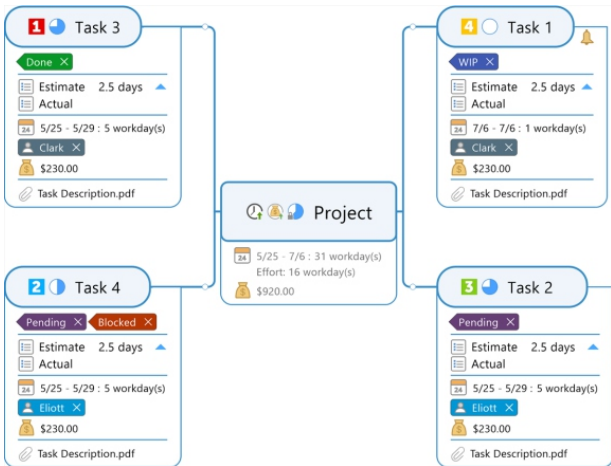 1 Task 3
Done ×
Estimate 2.5 days
Actual
24 5/25 - 5/29 : 5 workday(s)
Clark ×
$230.00
Task Description.pdf
4 Task 1
WIP ×
Estimate 2.5 days
Actual
24 7/6 - 7/6 : 1 workday(s)
Clark ×
$230.00
Task Description.pdf
Project
24 5/25 - 7/6 : 31 workday(s)
Effort: 16 workday(s)
$920.00
2 Task 4
Pending × Blocked ×
Estimate 2.5 days
Actual
24 5/25 - 5/29 : 5 workday(s)
Eliott ×
$230.00
Task Description.pdf
3 Task 2
Pending ×
Estimate 2.5 days
Actual
24 5/25 - 5/29 : 5 workday(s)
Eliott ×
$230.00
Task Description.pdf